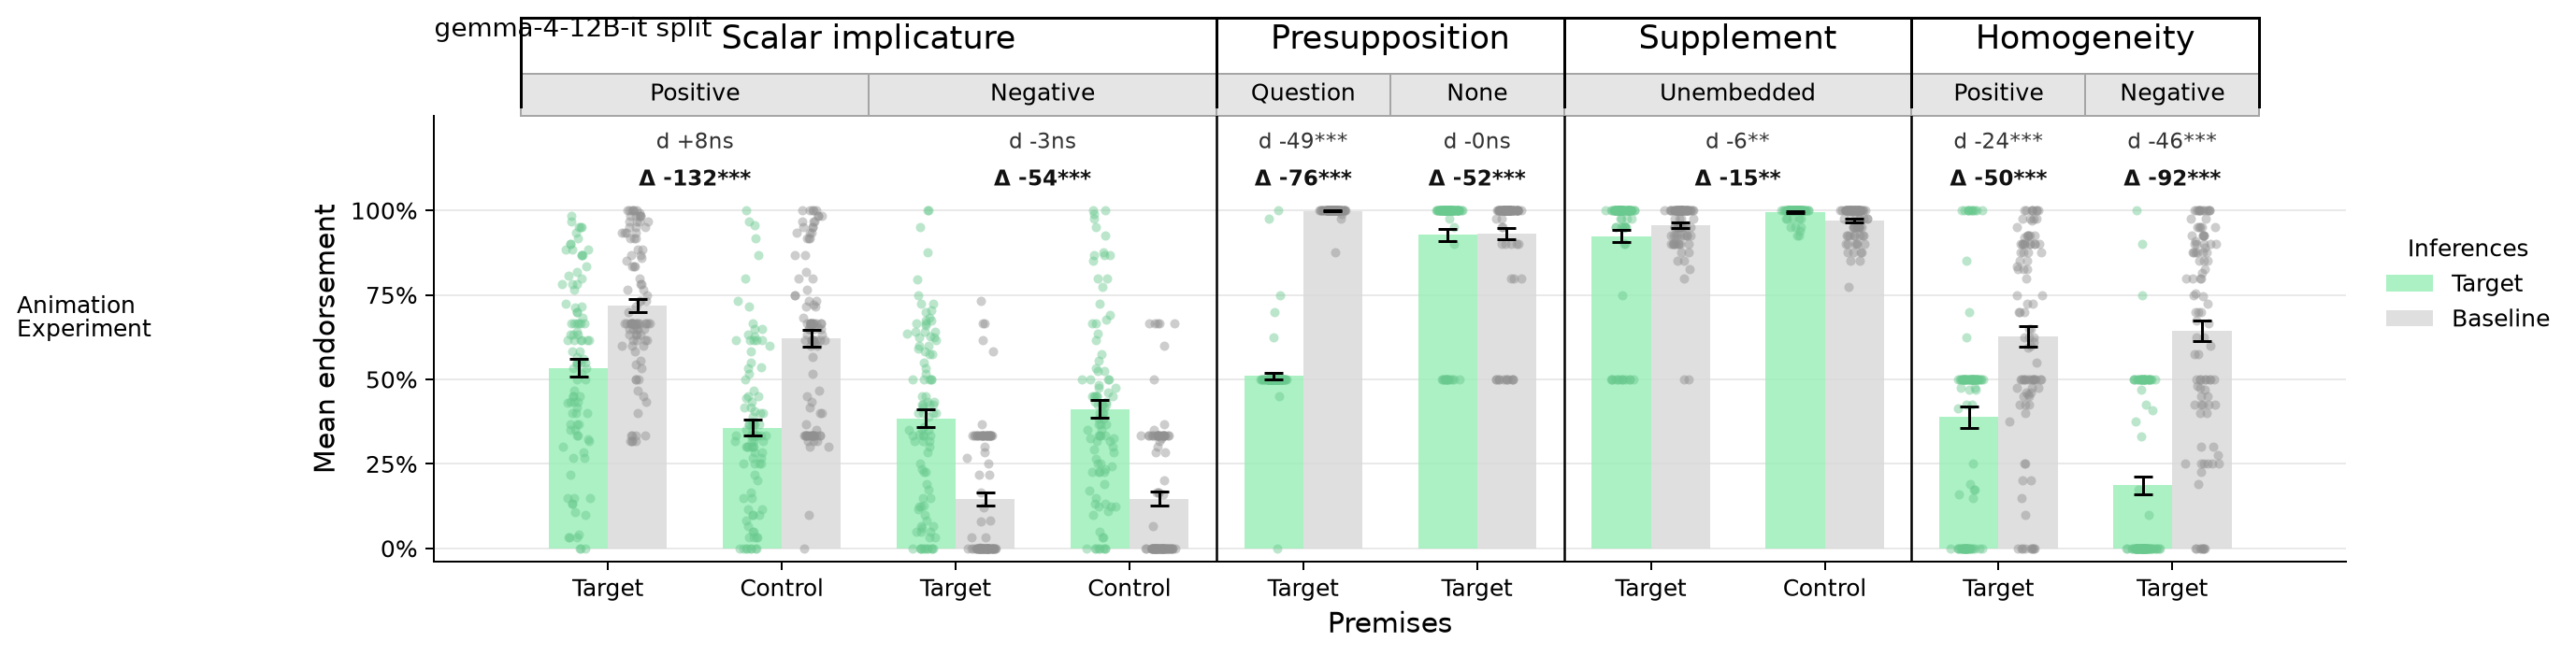 gemma-4-12B-it split
Scalar implicature Presupposition Supplement Homogeneity
Positive Negative Question None Unembedded Positive Negative
d +8ns d -3ns d -49*** d -0ns d -6** d -24*** d -46***
Δ -132*** Δ -54*** Δ -76*** Δ -52*** Δ -15** Δ -50*** Δ -92***
Animation
Experiment
Mean endorsement
100%
75%
50%
25%
0%
Target Control Target Control Target Target Target Control Target Target
Premises
Inferences
Target
Baseline